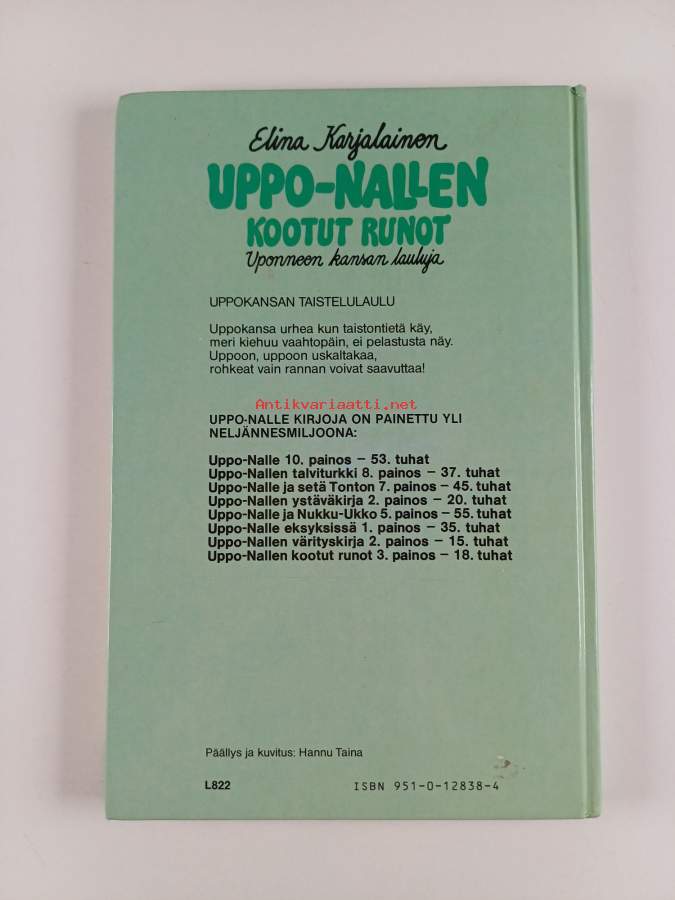 Elina Karjalainen
UPPO-NALLEN
KOOTUT RUNOT
Uponneen kansan lauluja
UPPOKANSAN TAISTELULAULU
Uppokansa urhea kun taistontietä käy,
meri kiehuu vaahtopäin, ei pelastusta näy.
Uppoon, uppoon uskaltakaa,
rohkeat vain rannan voivat saavuttaa!
Antikvariaatti.net
UPPO-NALLE KIRJOJA ON PAINETTU YLI
NELJÄNNESMILJOONA:
Uppo-Nalle 10. painos – 53. tuhat
Uppo-Nallen talviturkki 8. painos – 37. tuhat
Uppo-Nalle ja setä Tonton 7. painos – 45. tuhat
Uppo-Nallen ystäväkirja 2. painos – 20. tuhat
Uppo-Nalle ja Nukku-Ukko 5. painos – 55. tuhat
Uppo-Nalle eksyksissä 1. painos – 35. tuhat
Uppo-Nallen värityskirja 2. painos – 15. tuhat
Uppo-Nallen kootut runot 3. painos – 18. tuhat
Päällys ja kuvitus: Hannu Taina
L822 ISBN 951-0-12838-4